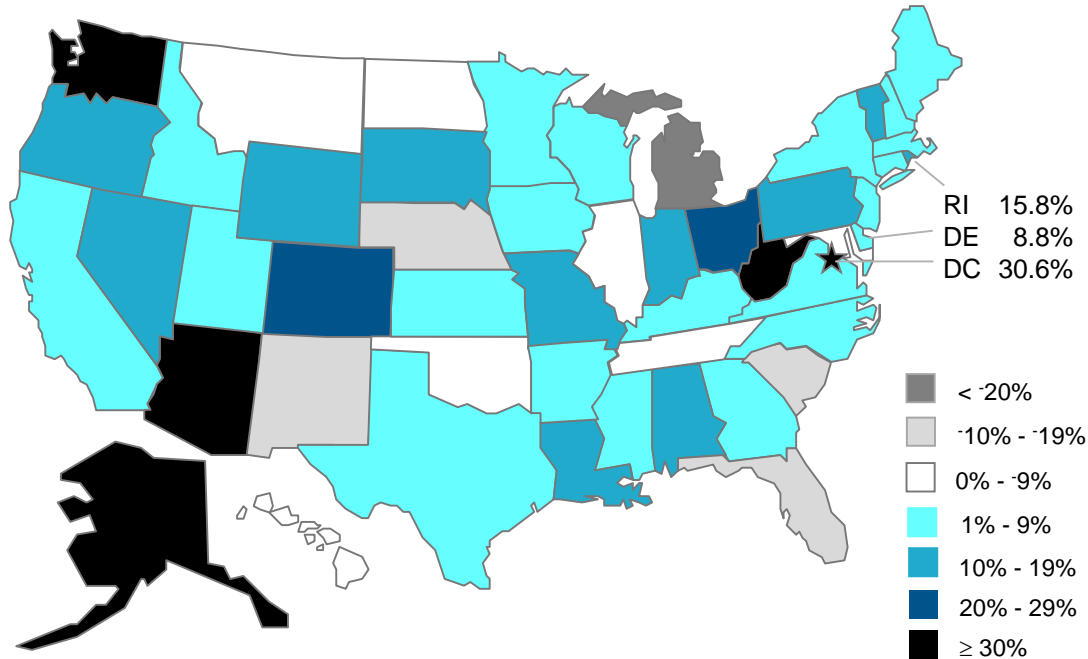 RI 15.8%
DE 8.8%
DC 30.6%
< -20%
-10% - -19%
0% - -9%
1% - 9%
10% - 19%
20% - 29%
≥ 30%